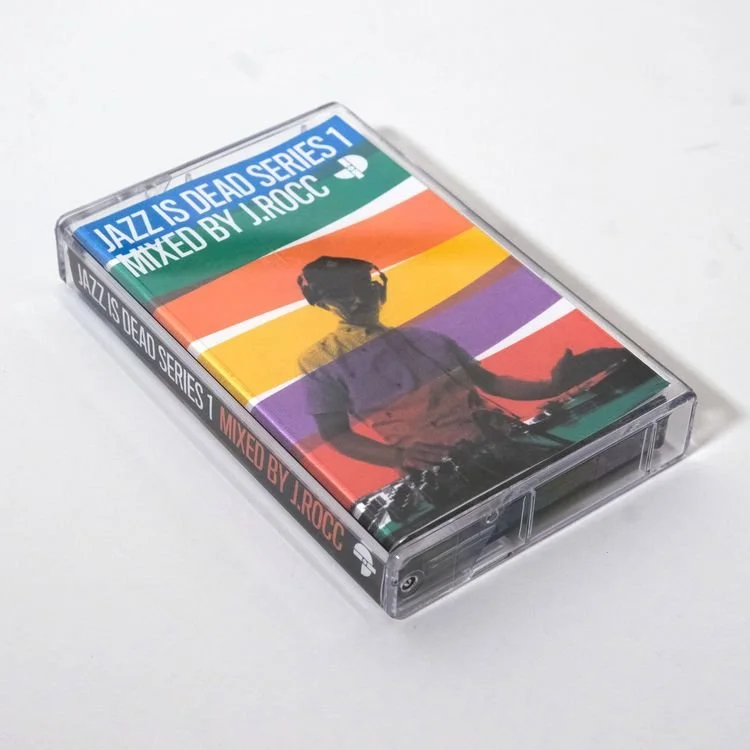 JAZZ IS DEAD SERIES 1
MIXED BY J.ROCC
JAZZ IS DEAD SERIES 1 MIXED BY J.ROCC